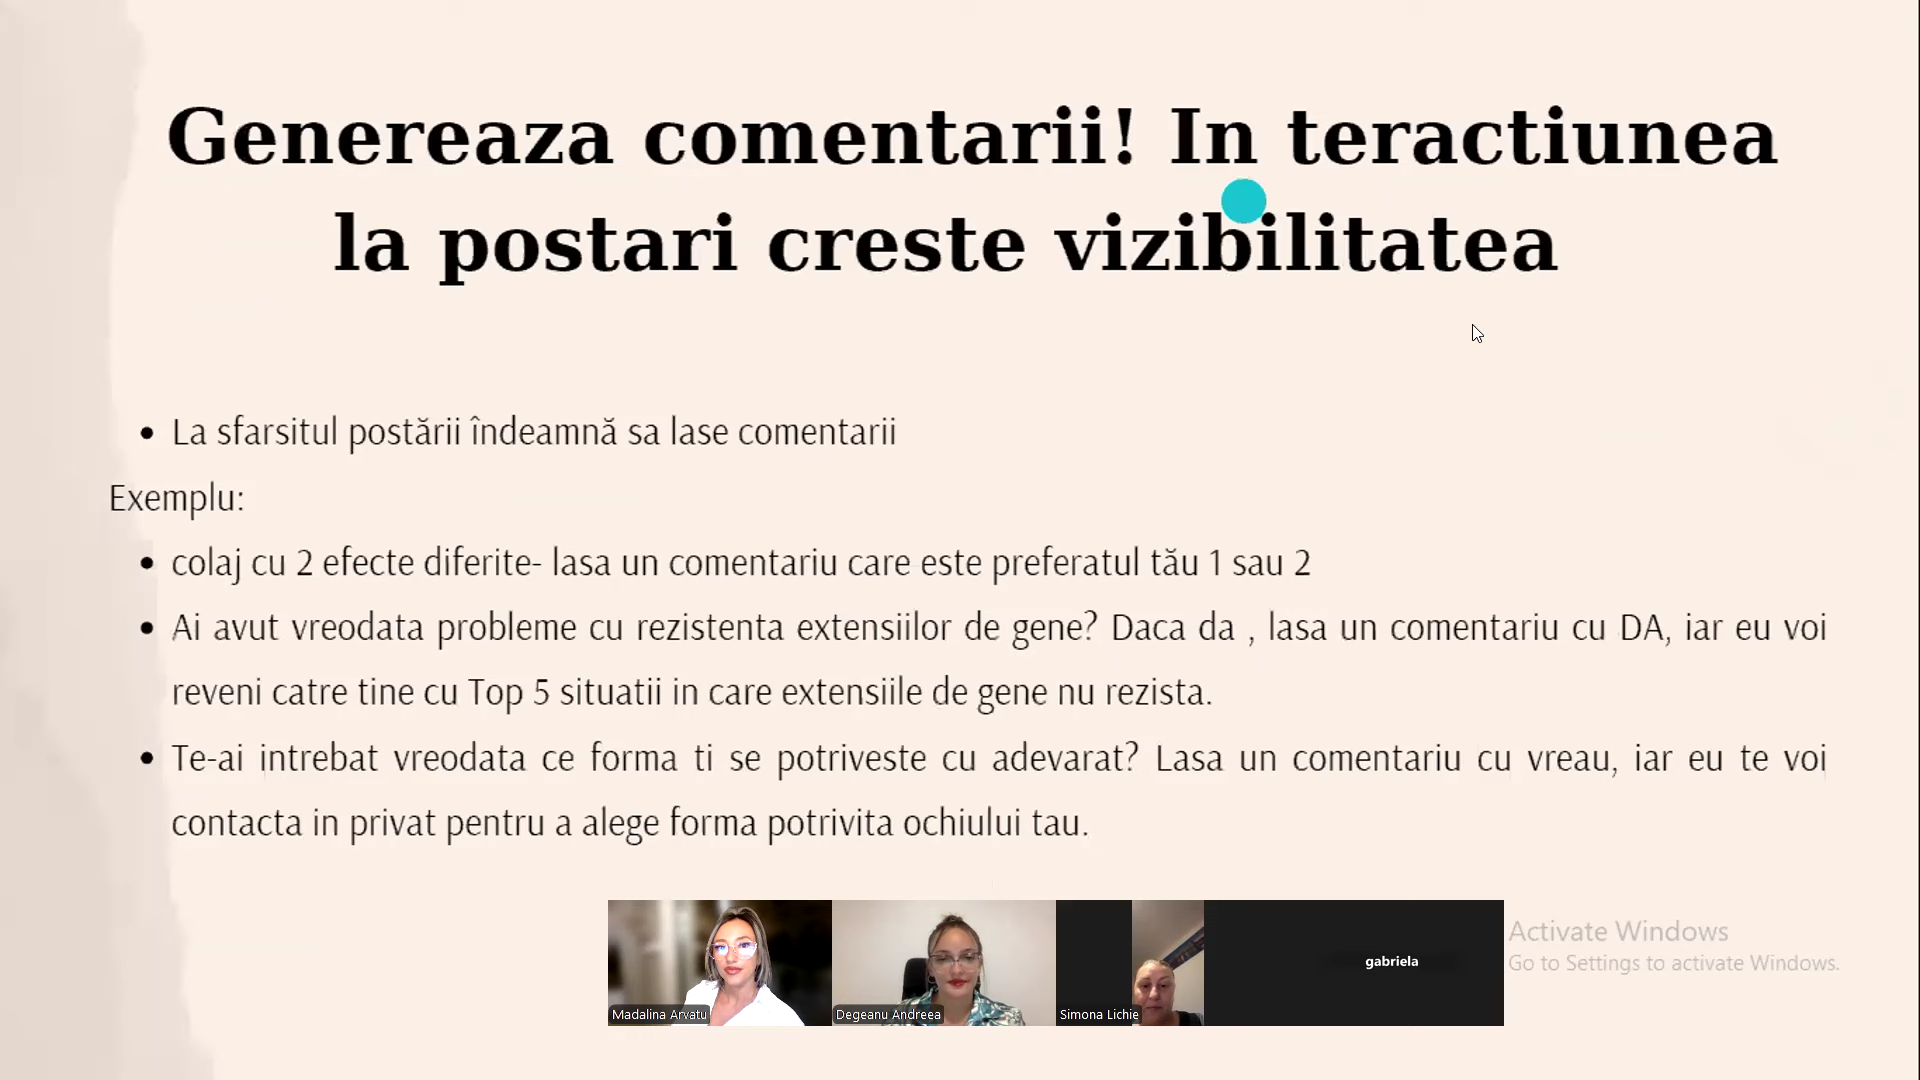 Genereaza comentarii! In teractiunea
la postari creste vizibilitatea
• La sfarsitul postării îndeamnă sa lase comentarii
Exemplu:
• colaj cu 2 efecte diferite- lasa un comentariu care este preferatul tău 1 sau 2
• Ai avut vreodata probleme cu rezistenta extensiilor de gene? Daca da , lasa un comentariu cu DA, iar eu voi
reveni catre tine cu Top 5 situatii in care extensiile de gene nu rezista.
• Te-ai intrebat vreodata ce forma ti se potriveste cu adevarat? Lasa un comentariu cu vreau, iar eu te voi
contacta in privat pentru a alege forma potrivita ochiului tau.
Madalina Arvatu
Degeanu Andreea
Simona Lichie
gabriela
Activate Windows
Go to Settings to activate Windows.